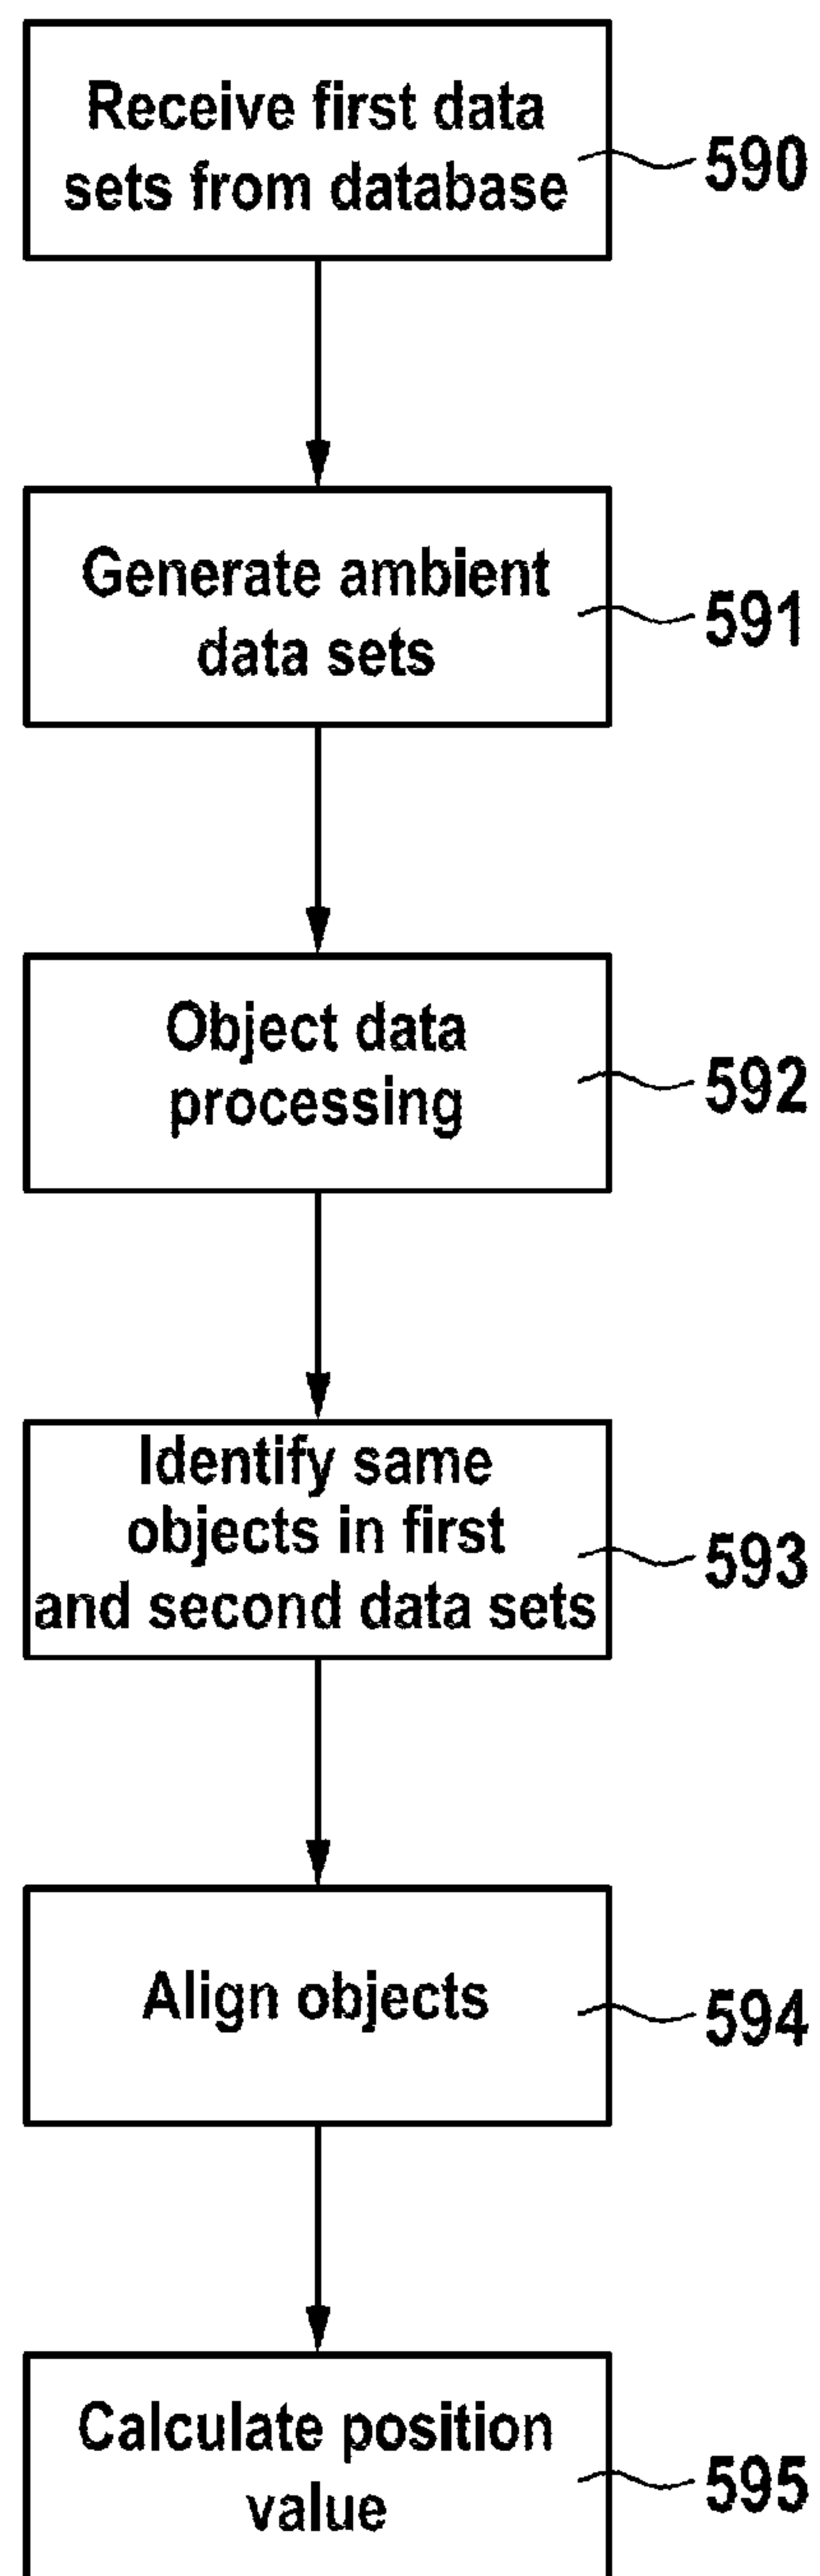 Receive first data
sets from database
590
Generate ambient
data sets
591
Object data
processing
592
Identify same
objects in first
and second data sets
593
Align objects
594
Calculate position
value
595